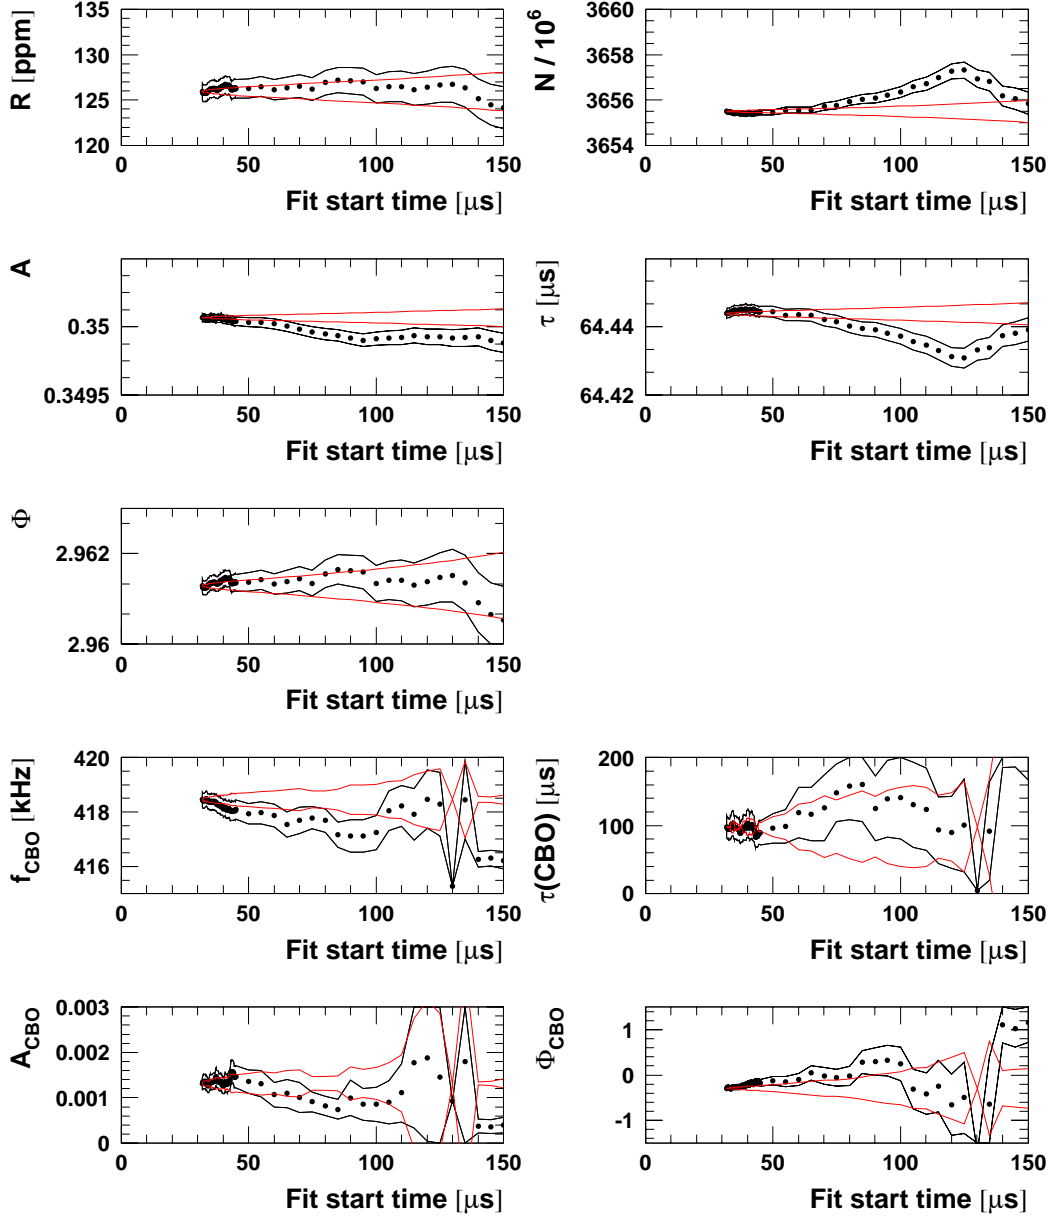 R [ppm]
135
130
125
120
0 50 100 150
Fit start time [μs]
N / 10^6
3660
3658
3656
3654
0 50 100 150
Fit start time [μs]
A
0.35
0.3495
0 50 100 150
Fit start time [μs]
τ [μs]
64.44
64.42
0 50 100 150
Fit start time [μs]
Φ
2.962
2.96
0 50 100 150
Fit start time [μs]
f_CBO [kHz]
420
418
416
0 50 100 150
Fit start time [μs]
τ(CBO) [μs]
200
100
0
0 50 100 150
Fit start time [μs]
A_CBO
0.003
0.002
0.001
0
0 50 100 150
Fit start time [μs]
Φ_CBO
1
0
-1
0 50 100 150
Fit start time [μs]